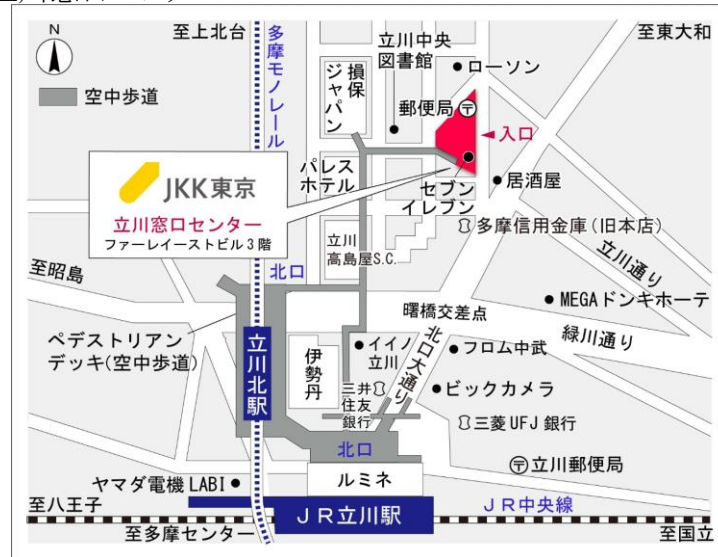 N
至上北台
多摩モノレール
立川中央
図書館
ローソン
至東大和
空中歩道
損保
ジャパン
郵便局
入口
JKK東京
立川窓口センター
ファーレイーストビル3階
パレス
ホテル
セブン
イレブン
居酒屋
多摩信用金庫(旧本店)
立川
高島屋S.C.
立川通り
至昭島
北口
MEGAドンキホーテ
曙橋交差点
緑川通り
ペデストリアン
デッキ(空中歩道)
立川北駅
伊勢丹
イイノ
立川
北口大通り
フロム中武
三井
住友
銀行
ビックカメラ
三菱UFJ銀行
北口
立川郵便局
ヤマダ電機LABI
ルミネ
至八王子
JR立川駅
JR中央線
至多摩センター
至国立